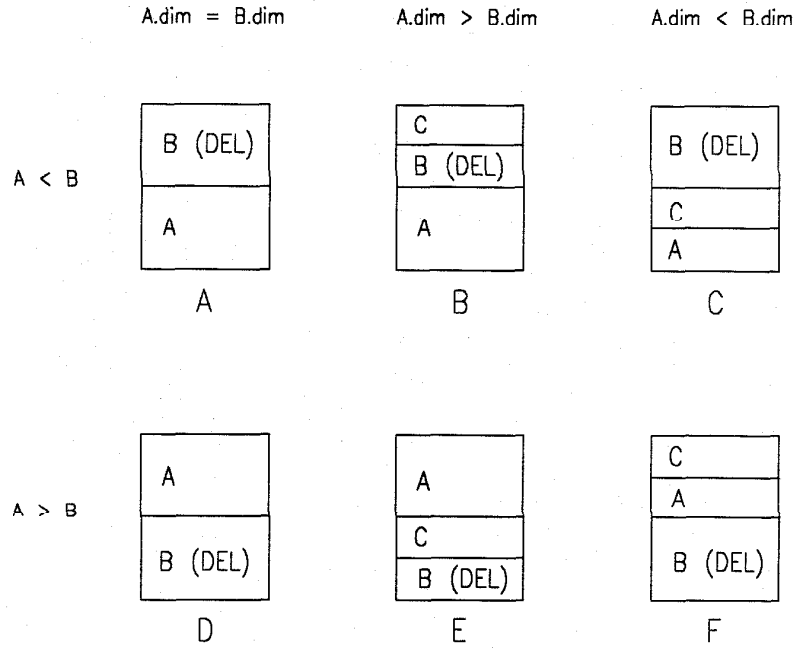 A.dim = B.dim A.dim > B.dim A.dim < B.dim
B (DEL) C B (DEL)
B (DEL)
A < B
A A C
A
A B C
A A C
A
A > B
B (DEL) C B (DEL)
B (DEL)
D E F